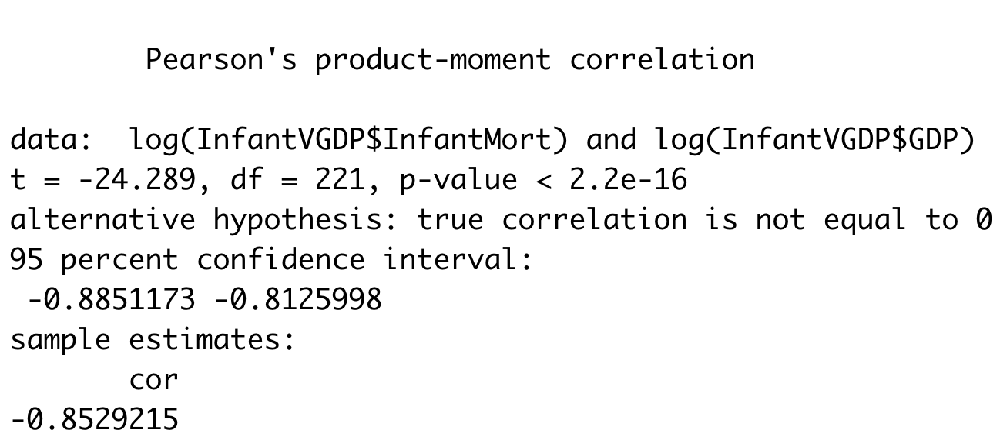 Pearson's product-moment correlation
data:  log(InfantVGDP$InfantMort) and log(InfantVGDP$GDP)
t = -24.289, df = 221, p-value < 2.2e-16
alternative hypothesis: true correlation is not equal to 0
95 percent confidence interval:
 -0.8851173 -0.8125998
sample estimates:
       cor
-0.8529215